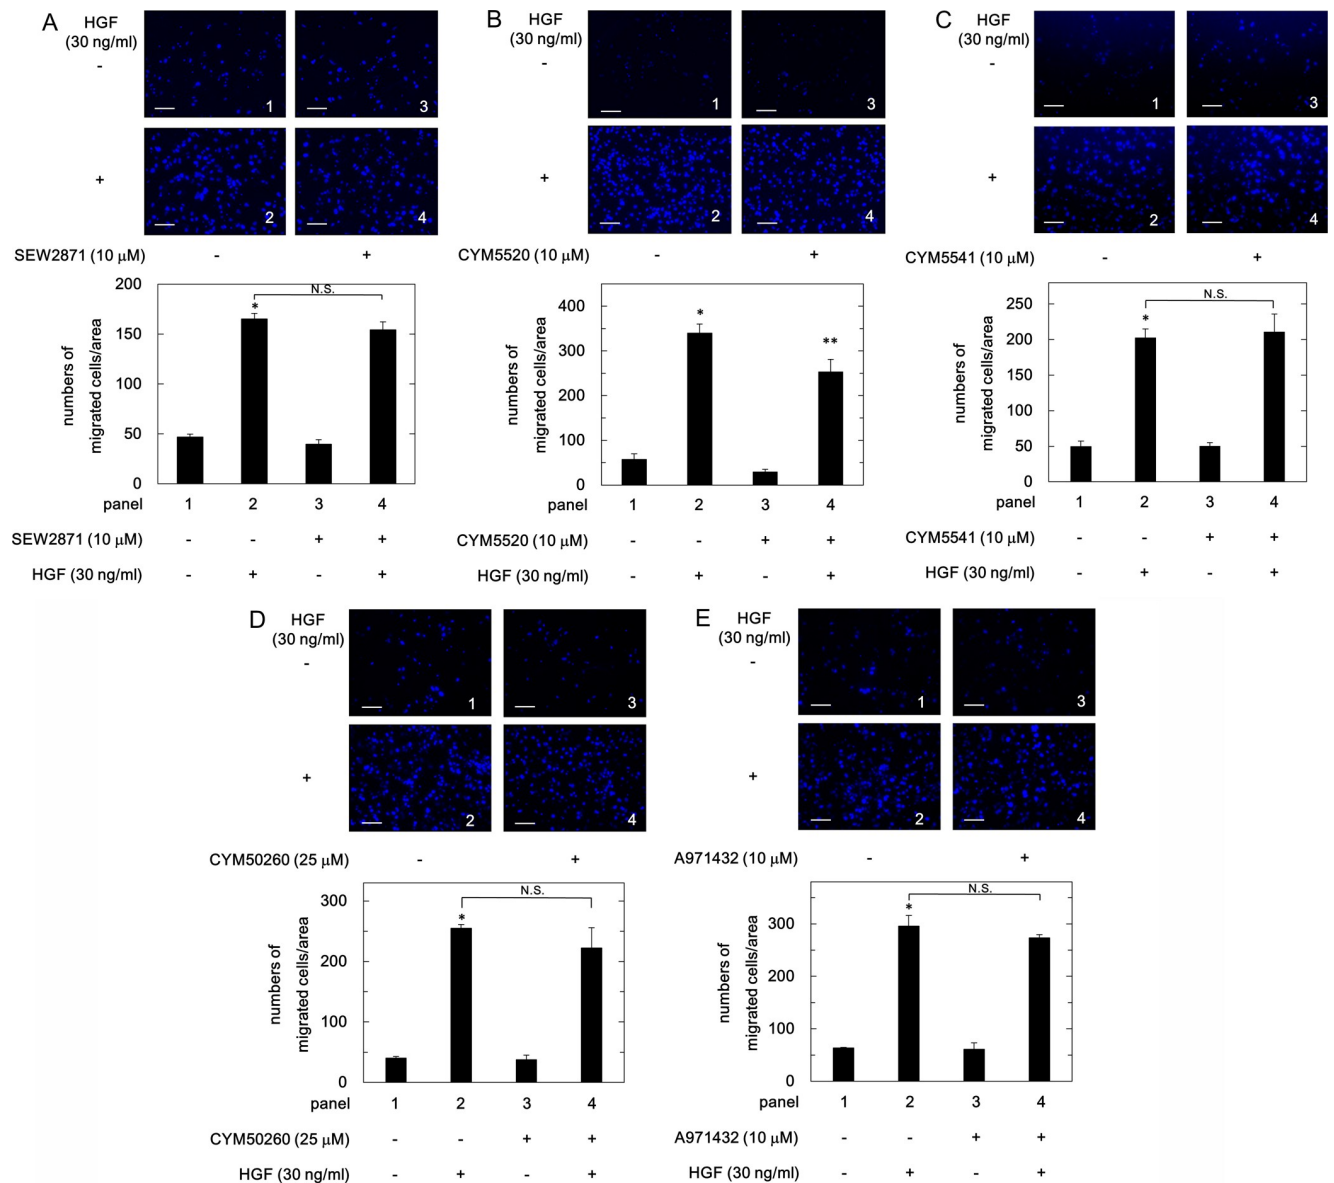 A
HGF
(30 ng/ml)
-
1
3
+
2
4
SEW2871 (10 μM)
-
+
numbers of
migrated cells/area
200
150
100
50
0
*
N.S.
panel
1
2
3
4
SEW2871 (10 μM)
-
-
+
+
HGF (30 ng/ml)
-
+
-
+
B
HGF
(30 ng/ml)
-
1
3
+
2
4
CYM5520 (10 μM)
-
+
numbers of
migrated cells/area
400
300
200
100
0
*
**
1
2
3
4
CYM5520 (10 μM)
-
-
+
+
HGF (30 ng/ml)
-
+
-
+
C
HGF
(30 ng/ml)
-
1
3
+
2
4
CYM5541 (10 μM)
-
+
numbers of
migrated cells/area
250
200
150
100
50
0
*
N.S.
panel
1
2
3
4
CYM5541 (10 μM)
-
-
+
+
HGF (30 ng/ml)
-
+
-
+
D
HGF
(30 ng/ml)
-
1
3
+
2
4
CYM50260 (25 μM)
-
+
numbers of
migrated cells/area
300
200
100
0
*
N.S.
panel
1
2
3
4
CYM50260 (25 μM)
-
-
+
+
HGF (30 ng/ml)
-
+
-
+
E
HGF
(30 ng/ml)
-
1
3
+
2
4
A971432 (10 μM)
-
+
numbers of
migrated cells/area
300
200
100
0
*
N.S.
panel
1
2
3
4
A971432 (10 μM)
-
-
+
+
HGF (30 ng/ml)
-
+
-
+